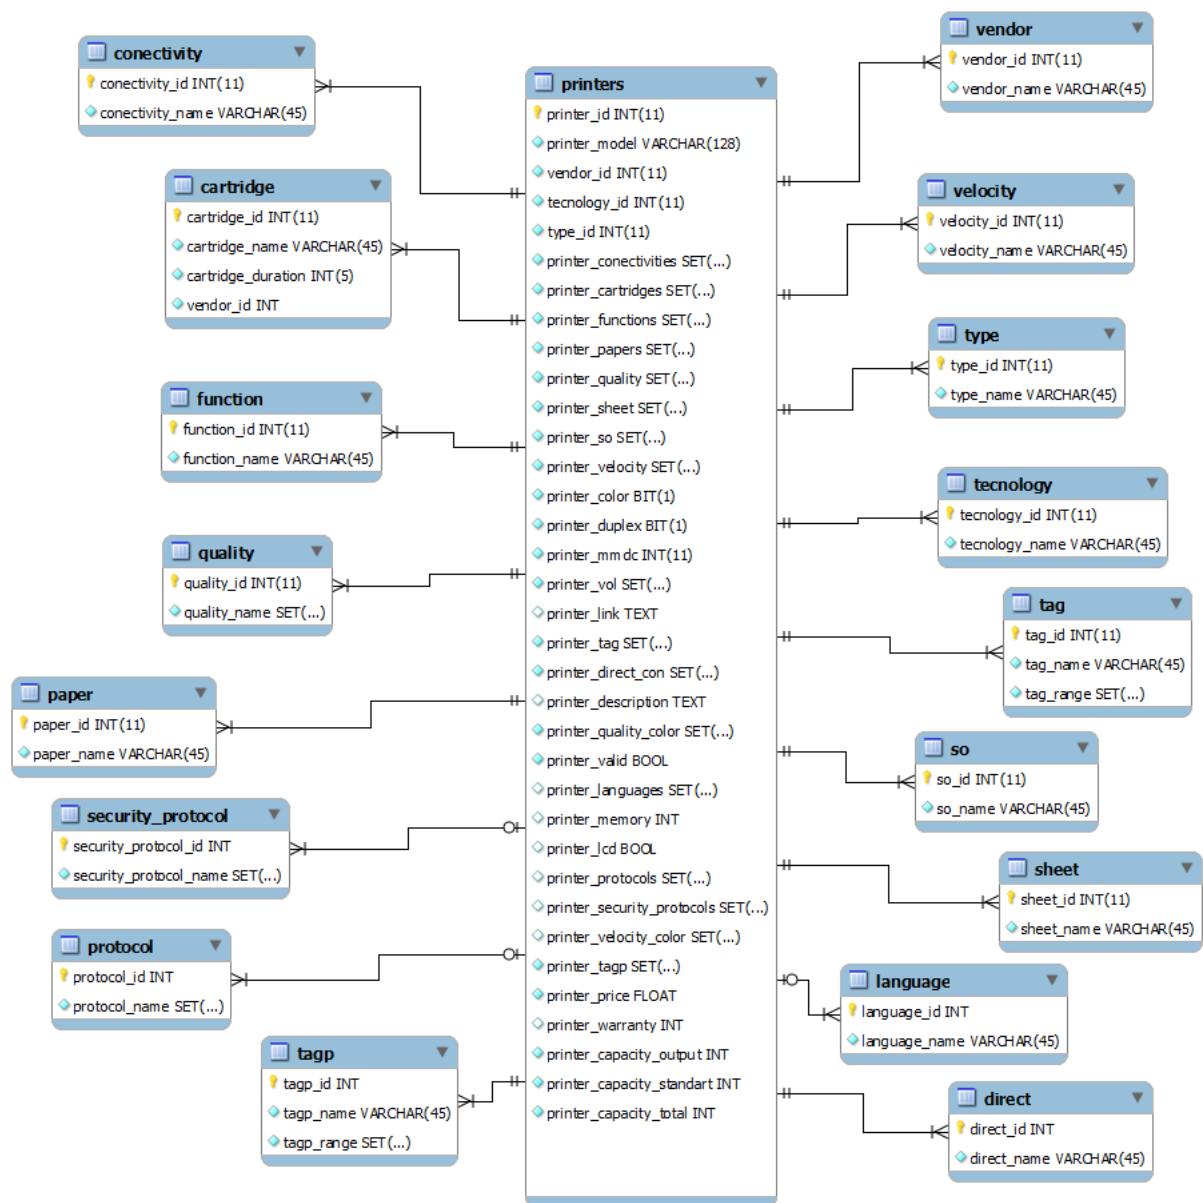 conectivity
conectivity_id INT(11)
conectivity_name VARCHAR(45)
cartridge
cartridge_id INT(11)
cartridge_name VARCHAR(45)
cartridge_duration INT(5)
vendor_id INT
function
function_id INT(11)
function_name VARCHAR(45)
quality
quality_id INT(11)
quality_name SET(...)
paper
paper_id INT(11)
paper_name VARCHAR(45)
security_protocol
security_protocol_id INT
security_protocol_name SET(...)
protocol
protocol_id INT
protocol_name SET(...)
tagp
tagp_id INT
tagp_name VARCHAR(45)
tagp_range SET(...)
printers
printer_id INT(11)
printer_model VARCHAR(128)
vendor_id INT(11)
tecnology_id INT(11)
type_id INT(11)
printer_conectivities SET(...)
printer_cartridges SET(...)
printer_functions SET(...)
printer_papers SET(...)
printer_quality SET(...)
printer_sheet SET(...)
printer_so SET(...)
printer_velocity SET(...)
printer_color BIT(1)
printer_duplex BIT(1)
printer_mmdc INT(11)
printer_vol SET(...)
printer_link TEXT
printer_tag SET(...)
printer_direct_con SET(...)
printer_description TEXT
printer_quality_color SET(...)
printer_valid BOOL
printer_languages SET(...)
printer_memory INT
printer_lcd BOOL
printer_protocols SET(...)
printer_security_protocols SET(...)
printer_velocity_color SET(...)
printer_tagp SET(...)
printer_price FLOAT
printer_warranty INT
printer_capacity_output INT
printer_capacity_standart INT
printer_capacity_total INT
vendor
vendor_id INT(11)
vendor_name VARCHAR(45)
velocity
velocity_id INT(11)
velocity_name VARCHAR(45)
type
type_id INT(11)
type_name VARCHAR(45)
tecnology
tecnology_id INT(11)
tecnology_name VARCHAR(45)
tag
tag_id INT(11)
tag_name VARCHAR(45)
tag_range SET(...)
so
so_id INT(11)
so_name VARCHAR(45)
sheet
sheet_id INT(11)
sheet_name VARCHAR(45)
language
language_id INT
language_name VARCHAR(45)
direct
direct_id INT
direct_name VARCHAR(45)